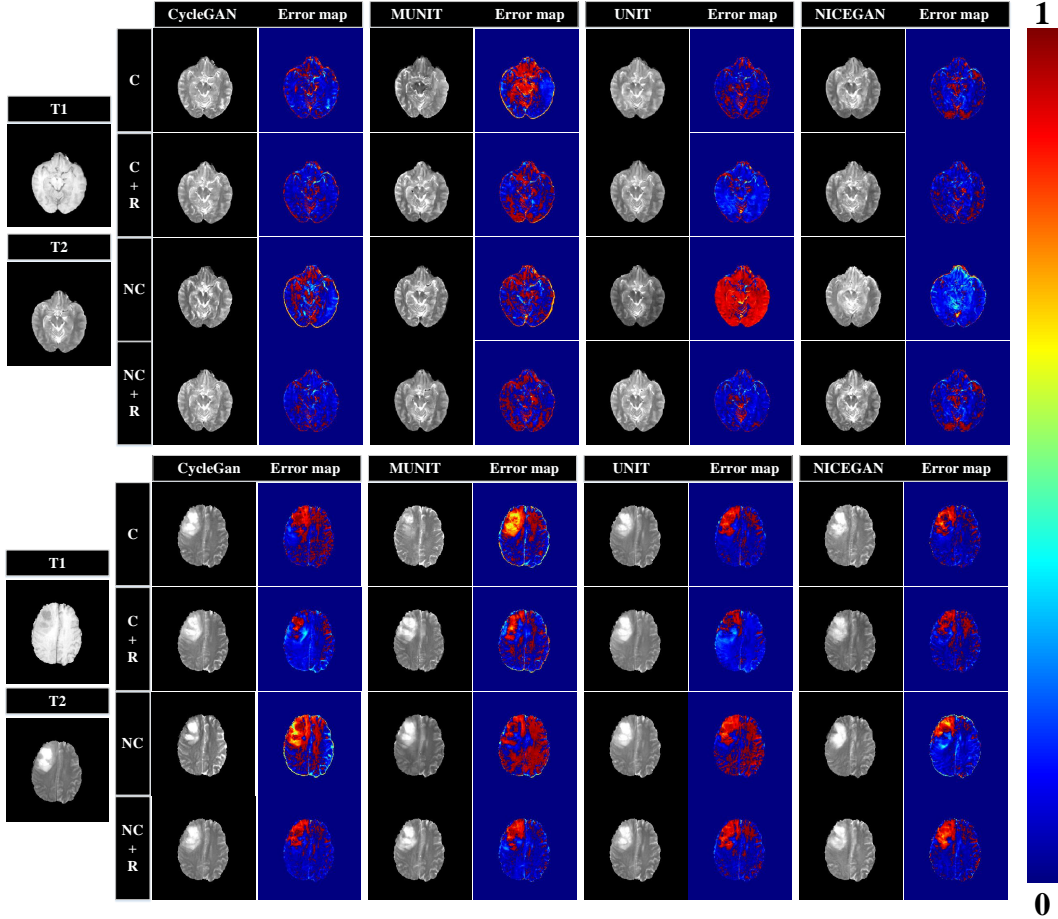 CycleGAN Error map MUNIT Error map UNIT Error map NICEGAN Error map
1
C
T1
C
+
R
T2
NC
NC
+
R
CycleGan Error map MUNIT Error map UNIT Error map NICEGAN Error map
C
T1
C
+
R
T2
NC
NC
+
R
0